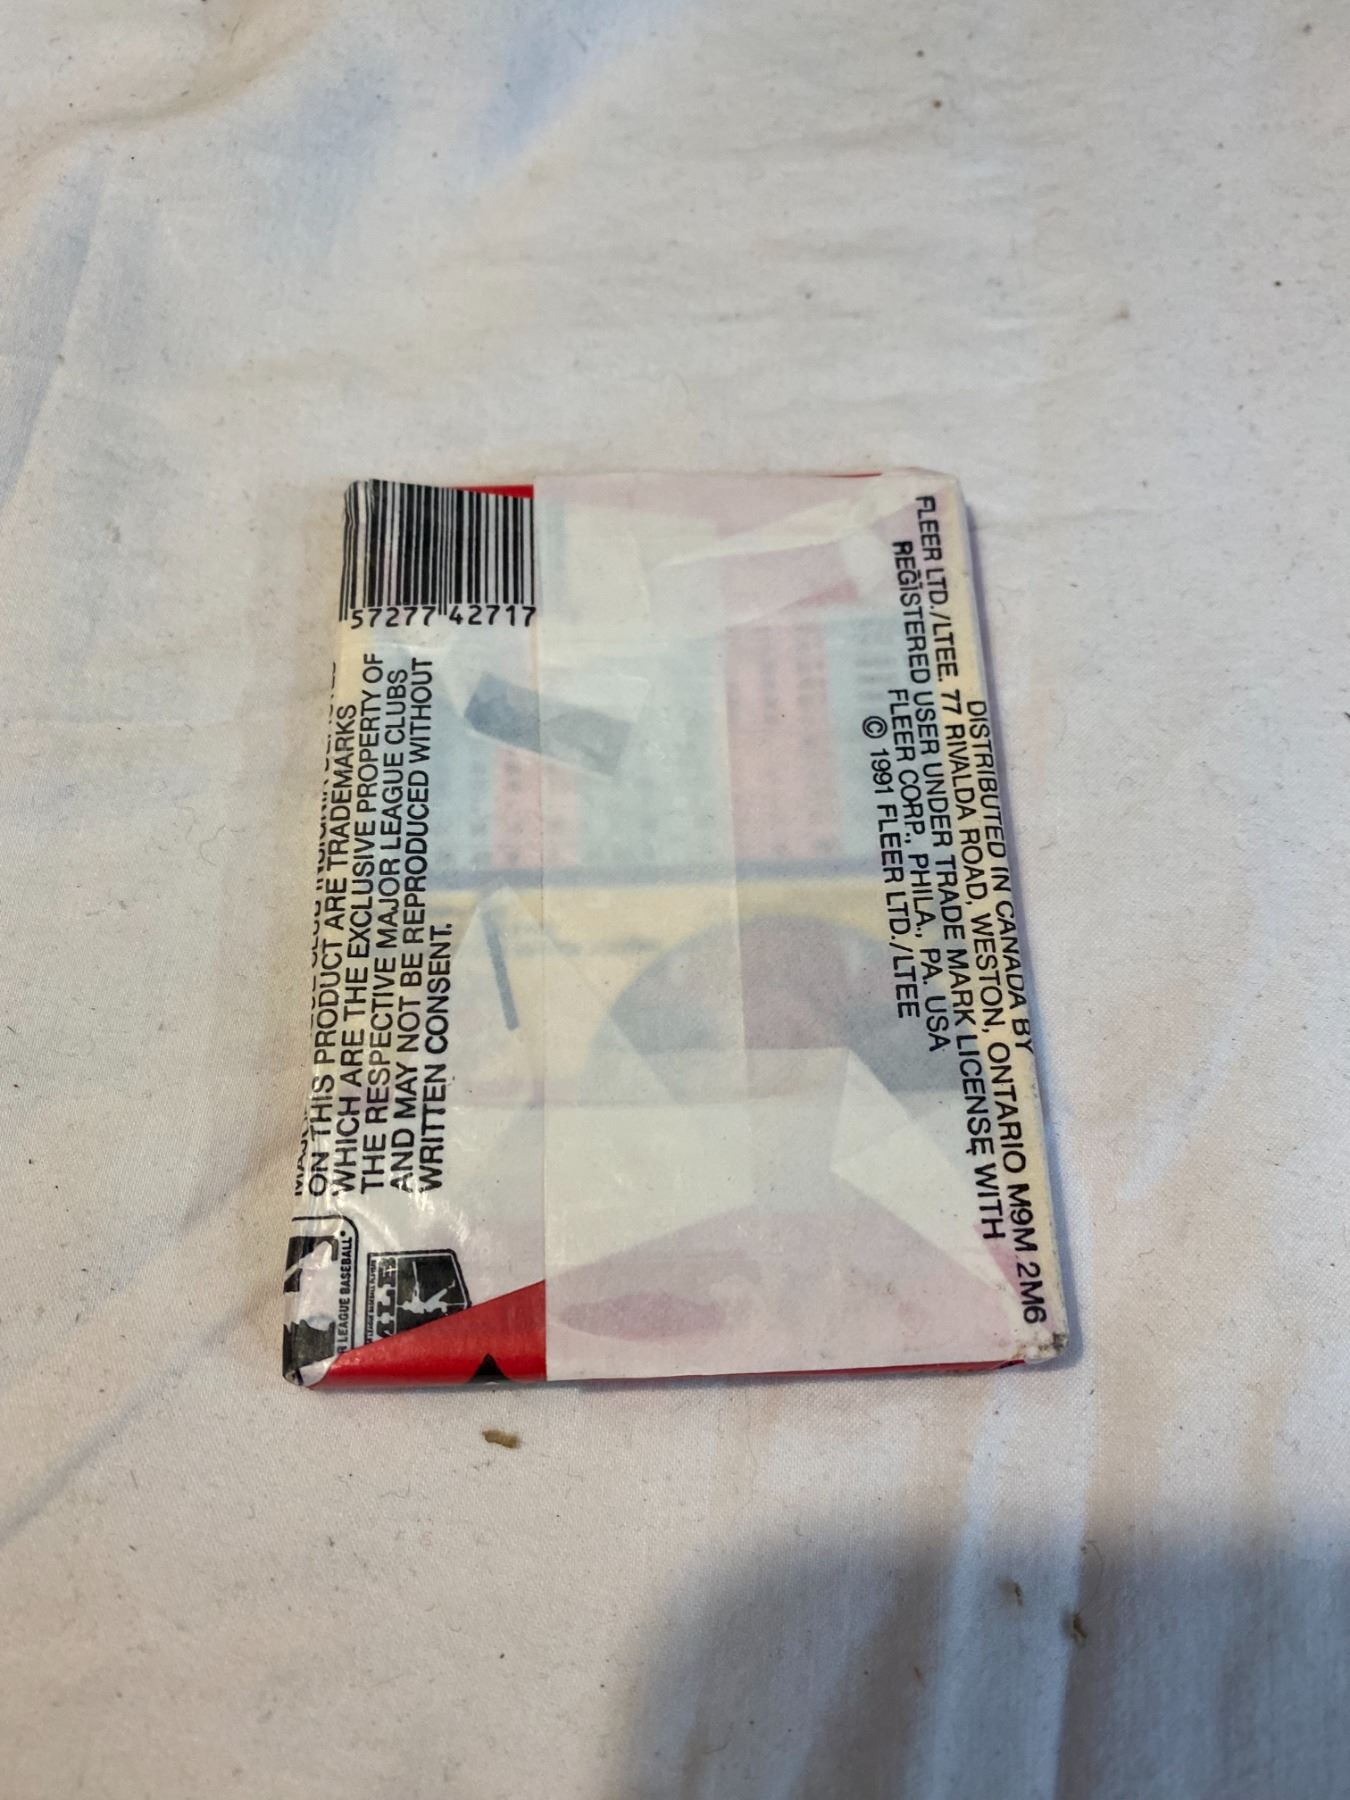 57277 42717
ON THIS PRODUCT ARE TRADEMARKS
WHICH ARE THE EXCLUSIVE PROPERTY OF
THE RESPECTIVE MAJOR LEAGUE CLUBS
AND MAY NOT BE REPRODUCED WITHOUT
WRITTEN CONSENT.
LEAGUE BASEBALL
DISTRIBUTED IN CANADA BY
FLEER LTD./LTEE. 77 RIVALDA ROAD, WESTON, ONTARIO M9M 2M6
REGISTERED USER UNDER TRADE MARK LICENSE WITH
FLEER CORP., PHILA., PA. USA
© 1991 FLEER LTD./LTEE